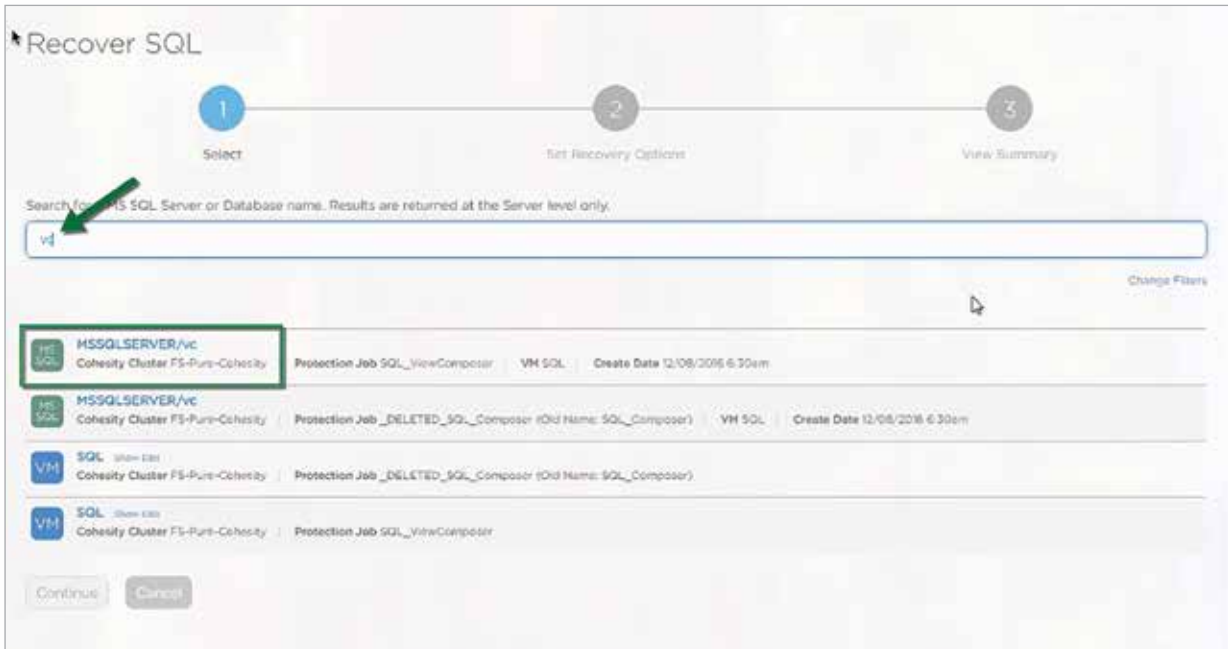 Recover SQL
1
2
3
Select
Set Recovery Options
View Summary
Search for MS SQL Server or Database name. Results are returned at the Server level only.
vc
Change Filters
MS SQL
MSSQLSERVER/vc
Cohesity Cluster FS-Pure-Cohesity | Protection Job SQL_ViewComposer | VM SQL | Create Date 12/08/2016 6:30am
MS SQL
MSSQLSERVER/vc
Cohesity Cluster FS-Pure-Cohesity | Protection Job _DELETED_SQL_Composer (Old Name: SQL_Composer) | VM SQL | Create Date 12/08/2016 6:30am
VM
SQL
Cohesity Cluster FS-Pure-Cohesity | Protection Job _DELETED_SQL_Composer (Old Name: SQL_Composer)
VM
SQL
Cohesity Cluster FS-Pure-Cohesity | Protection Job SQL_ViewComposer
Continue
Cancel